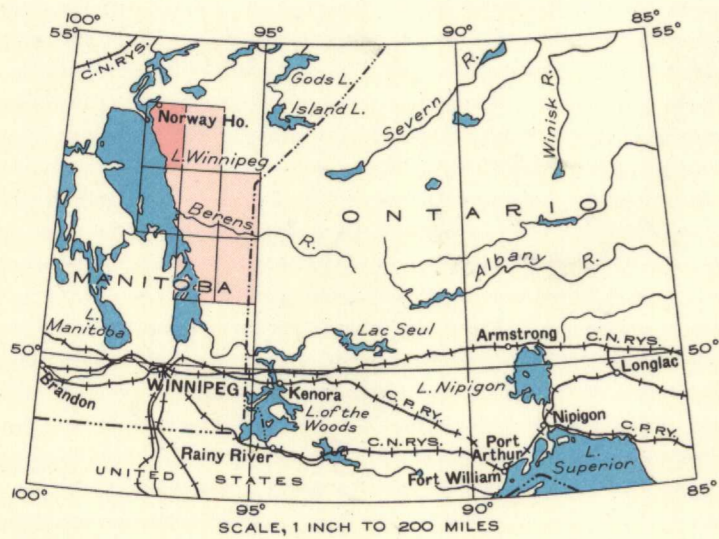 100°
95°
90°
85°
55°
55°
C.N.RYS.
Gods L.
Island L.
Severn R.
Winisk R.
Norway Ho.
L. Winnipeg
Berens R.
ONTARIO
Albany R.
MANITOBA
L. Manitoba
Lac Seul
Armstrong
C.N.RYS.
50°
50°
Longlac
Brandon
WINNIPEG
Kenora
C.P.RY.
L. Nipigon
L. of the Woods
Nipigon
C.P.RY.
C.N.RYS.
Port Arthur
Rainy River
Fort William
L. Superior
UNITED STATES
100°
95°
90°
85°
SCALE, 1 INCH TO 200 MILES